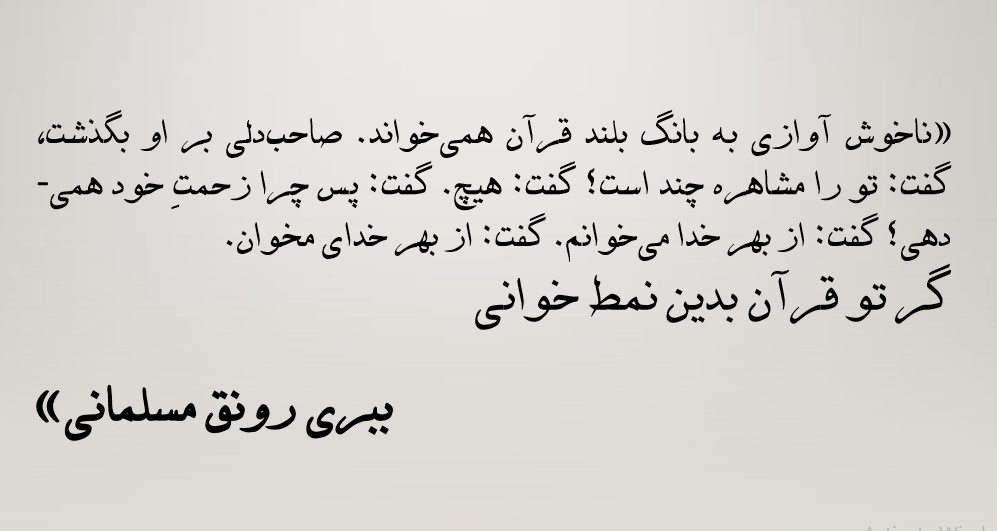 «ناخوش آوازی به بانگ بلند قرآن همی‌خواند. صاحب‌دلی بر او بگذشت،
گفت: تو را مشاهره چند است؟ گفت: هیچ. گفت: پس چرا زحمتِ خود همی-
دهی؟ گفت: از بهر خدا می‌خوانم. گفت: از بهر خدای مخوان.
گر تو قرآن بدین نمط خوانی
ببری رونق مسلمانی»